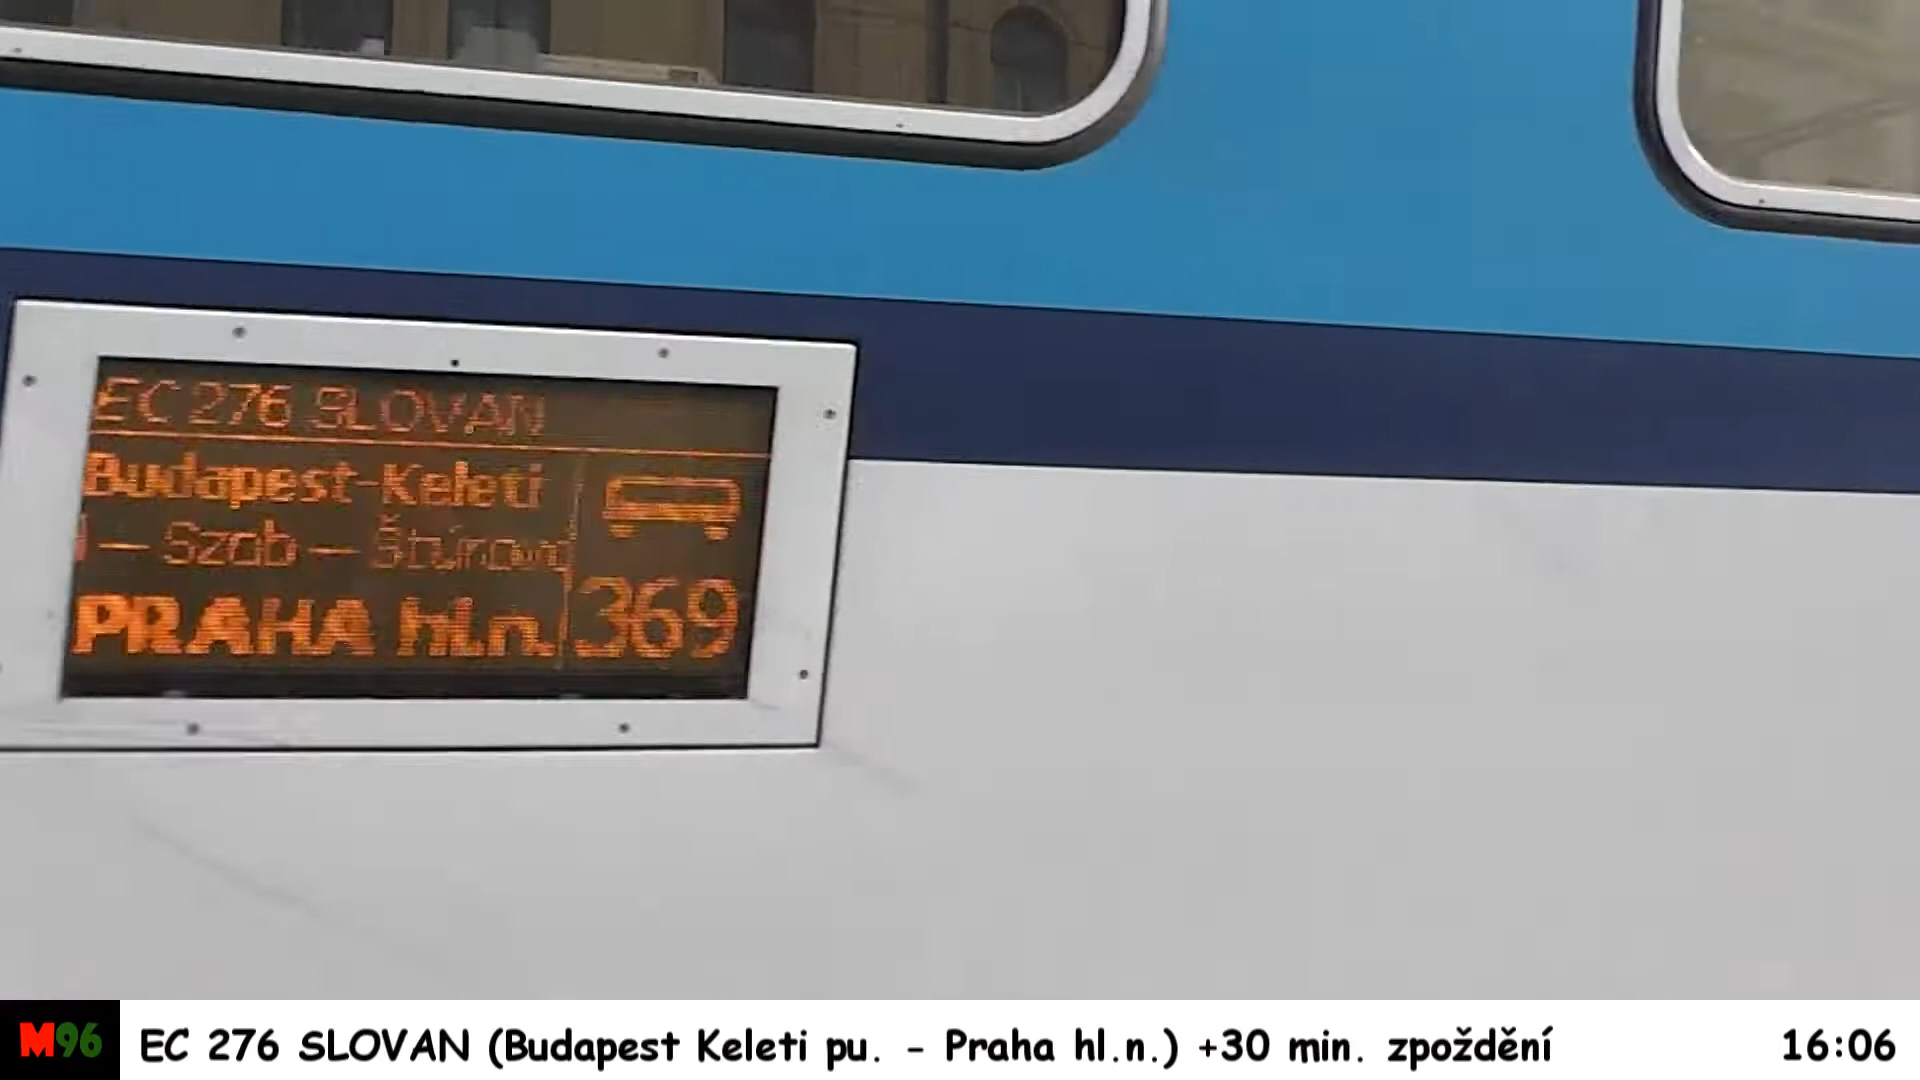 EC 276 SLOVAN
Budapest-Keleti
– Szob – Štúrovo
PRAHA hl.n.
369
M96
EC 276 SLOVAN (Budapest Keleti pu. - Praha hl.n.) +30 min. zpoždění
16:06